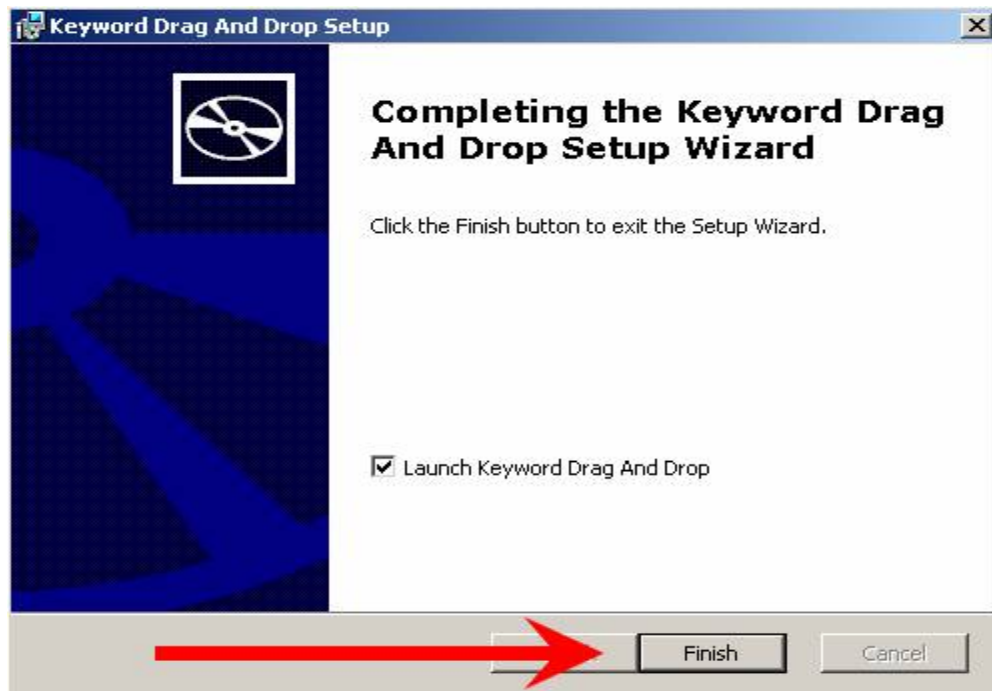 Keyword Drag And Drop Setup
Completing the Keyword Drag
And Drop Setup Wizard
Click the Finish button to exit the Setup Wizard.
Launch Keyword Drag And Drop
Finish
Cancel